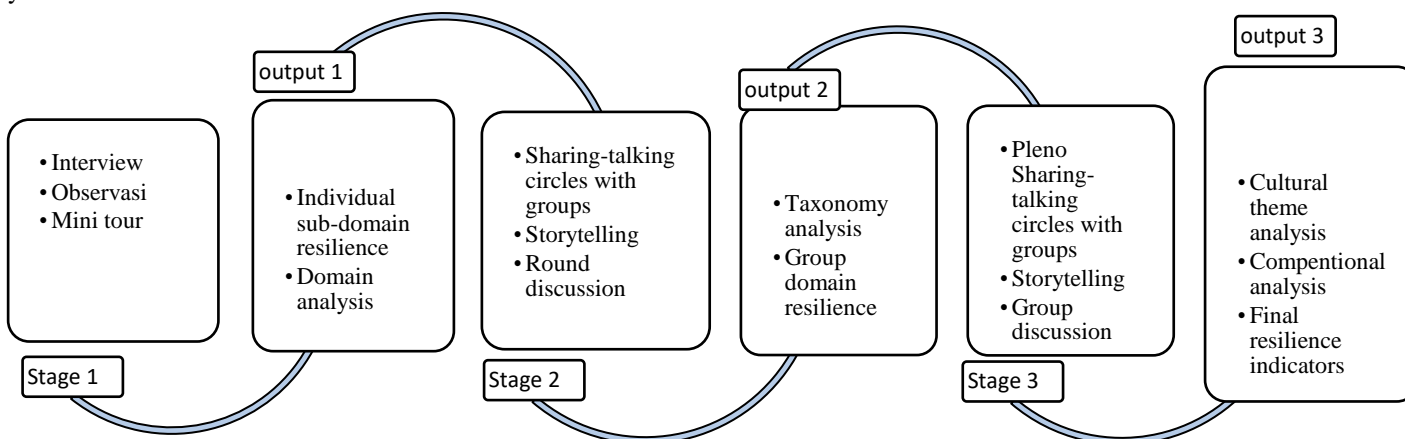 y
output 1
output 2
output 3
• Interview
• Observasi
• Mini tour
Stage 1
• Individual
sub-domain
resilience
• Domain
analysis
• Sharing-talking
circles with
groups
• Storytelling
• Round
discussion
Stage 2
• Taxonomy
analysis
• Group
domain
resilience
• Pleno
Sharing-
talking
circles with
groups
• Storytelling
• Group
discussion
Stage 3
• Cultural
theme
analysis
• Compentional
analysis
• Final
resilience
indicators